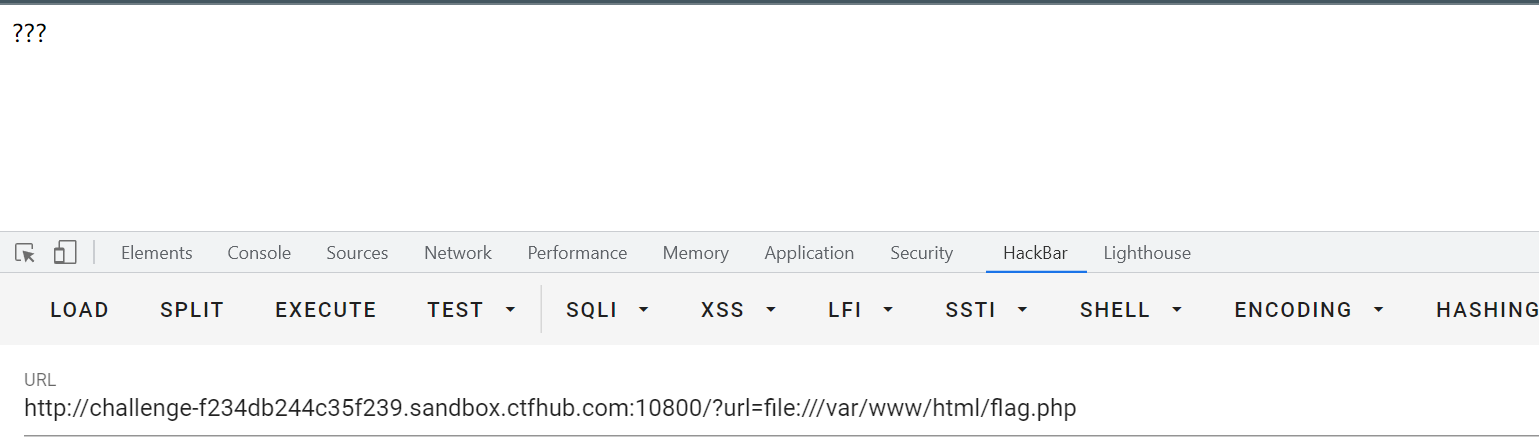 ???
Elements Console Sources Network Performance Memory Application Security HackBar Lighthouse
LOAD SPLIT EXECUTE TEST SQLI XSS LFI SSTI SHELL ENCODING HASHING
URL
http://challenge-f234db244c35f239.sandbox.ctfhub.com:10800/?url=file:///var/www/html/flag.php